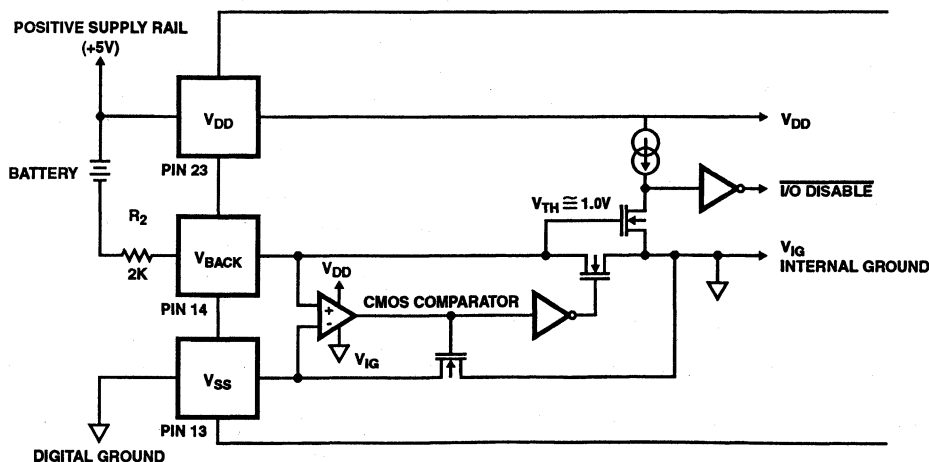 POSITIVE SUPPLY RAIL
(+5V)
VDD
VDD
PIN 23
BATTERY
I/O DISABLE
VTH ≅ 1.0V
R2
2K
VBACK
VIG
INTERNAL GROUND
VDD
PIN 14
CMOS COMPARATOR
+
-
VIG
VSS
PIN 13
DIGITAL GROUND